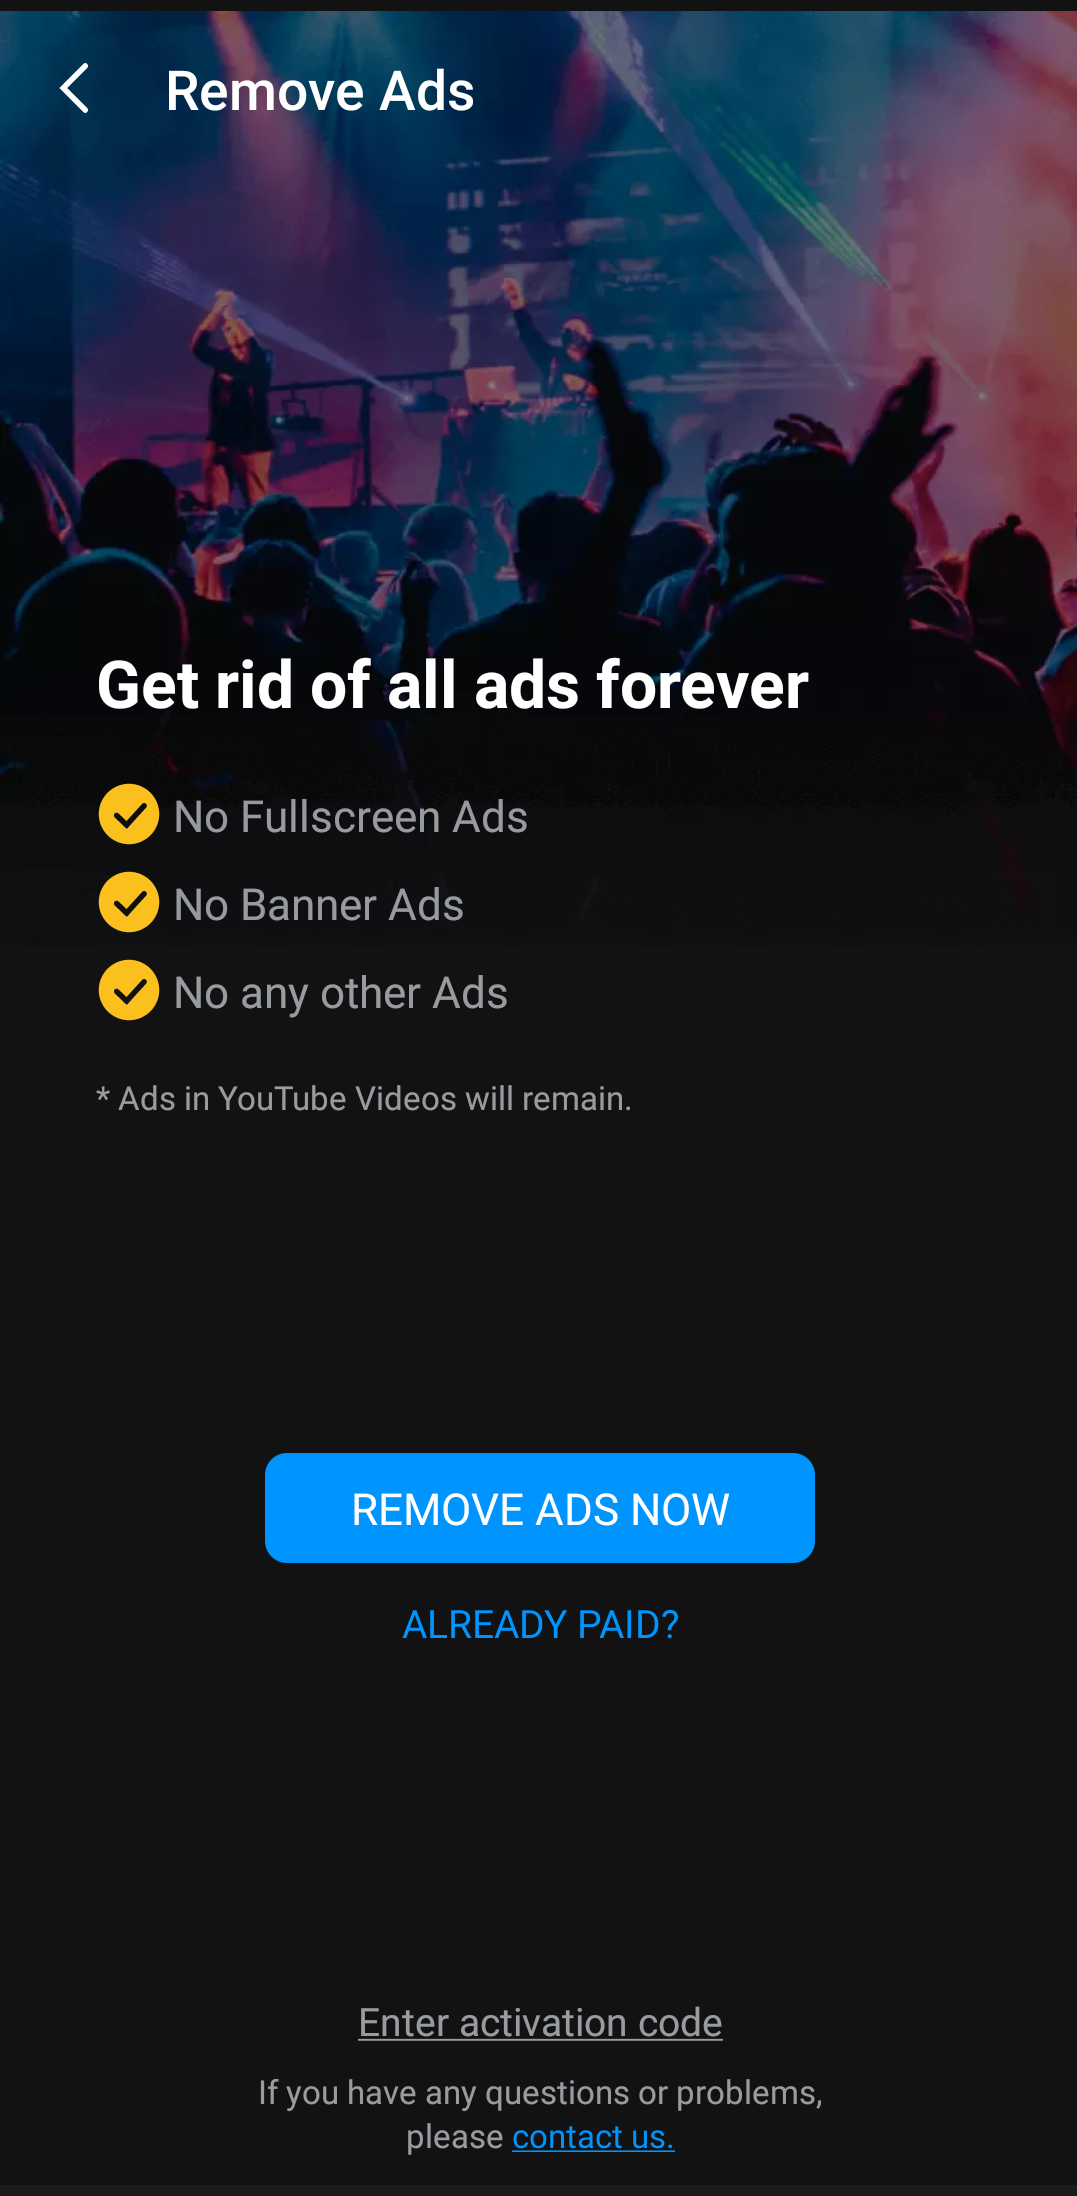 Remove Ads
Get rid of all ads forever
No Fullscreen Ads
No Banner Ads
No any other Ads
* Ads in YouTube Videos will remain.
REMOVE ADS NOW
ALREADY PAID?
Enter activation code
If you have any questions or problems,
please contact us.